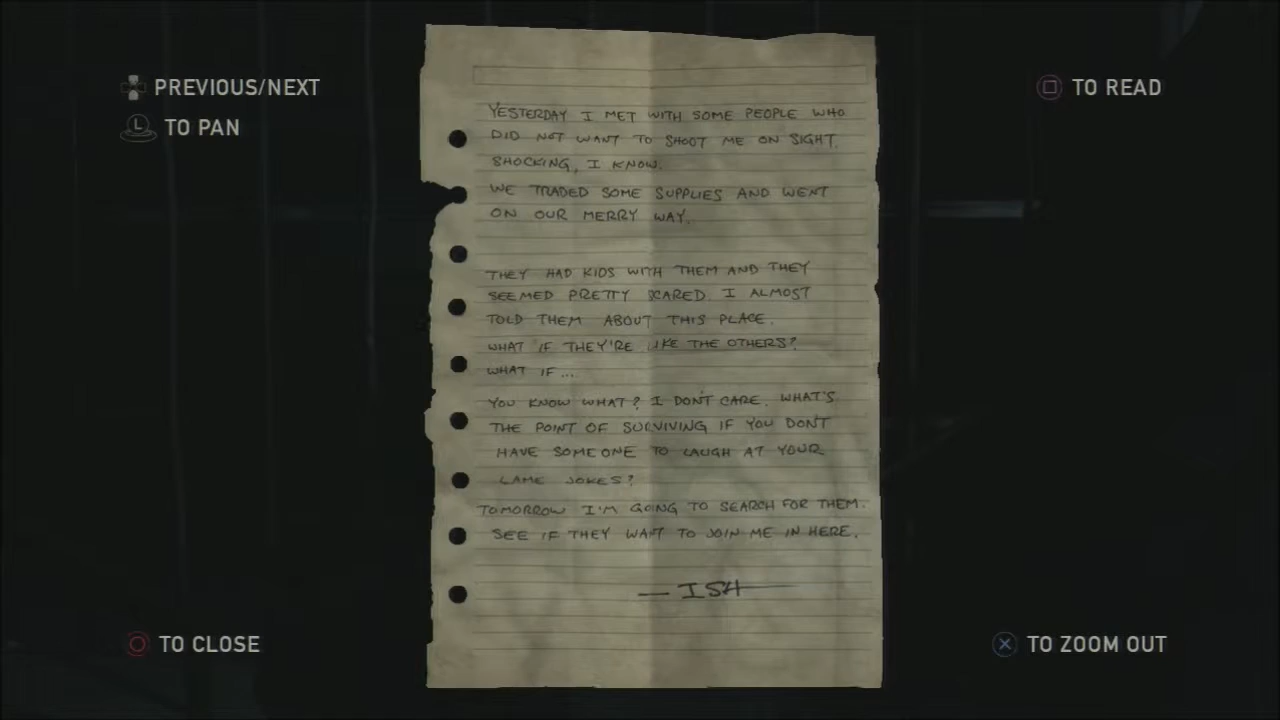 PREVIOUS/NEXT
L TO PAN
TO READ
YESTERDAY I MET WITH SOME PEOPLE WHO
DID NOT WANT TO SHOOT ME ON SIGHT.
SHOCKING, I KNOW.
WE TRADED SOME SUPPLIES AND WENT
ON OUR MERRY WAY.
THEY HAD KIDS WITH THEM AND THEY
SEEMED PRETTY SCARED. I ALMOST
TOLD THEM ABOUT THIS PLACE.
WHAT IF THEY'RE LIKE THE OTHERS?
WHAT IF...
YOU KNOW WHAT? I DON'T CARE. WHAT'S
THE POINT OF SURVIVING IF YOU DON'T
HAVE SOMEONE TO LAUGH AT YOUR
LAME JOKES?
TOMORROW I'M GOING TO SEARCH FOR THEM.
SEE IF THEY WANT TO JOIN ME IN HERE.
— ISH
TO CLOSE
TO ZOOM OUT